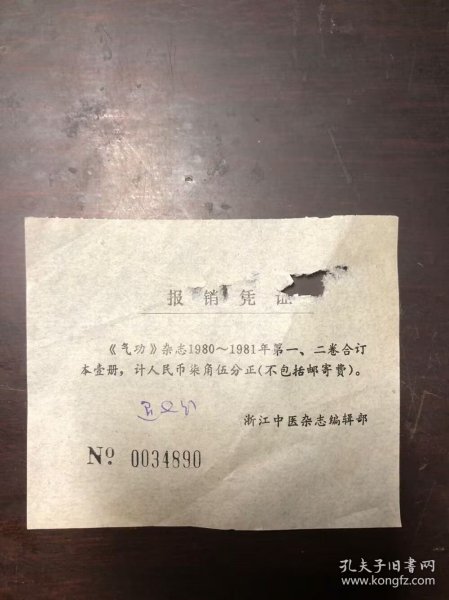 报销凭证
《气功》杂志1980～1981年第一、二卷合订
本壹册，计人民币柒角伍分正(不包括邮寄费)。
浙江中医杂志编辑部
№ 0034890
孔夫子旧书网
www.kongfz.com